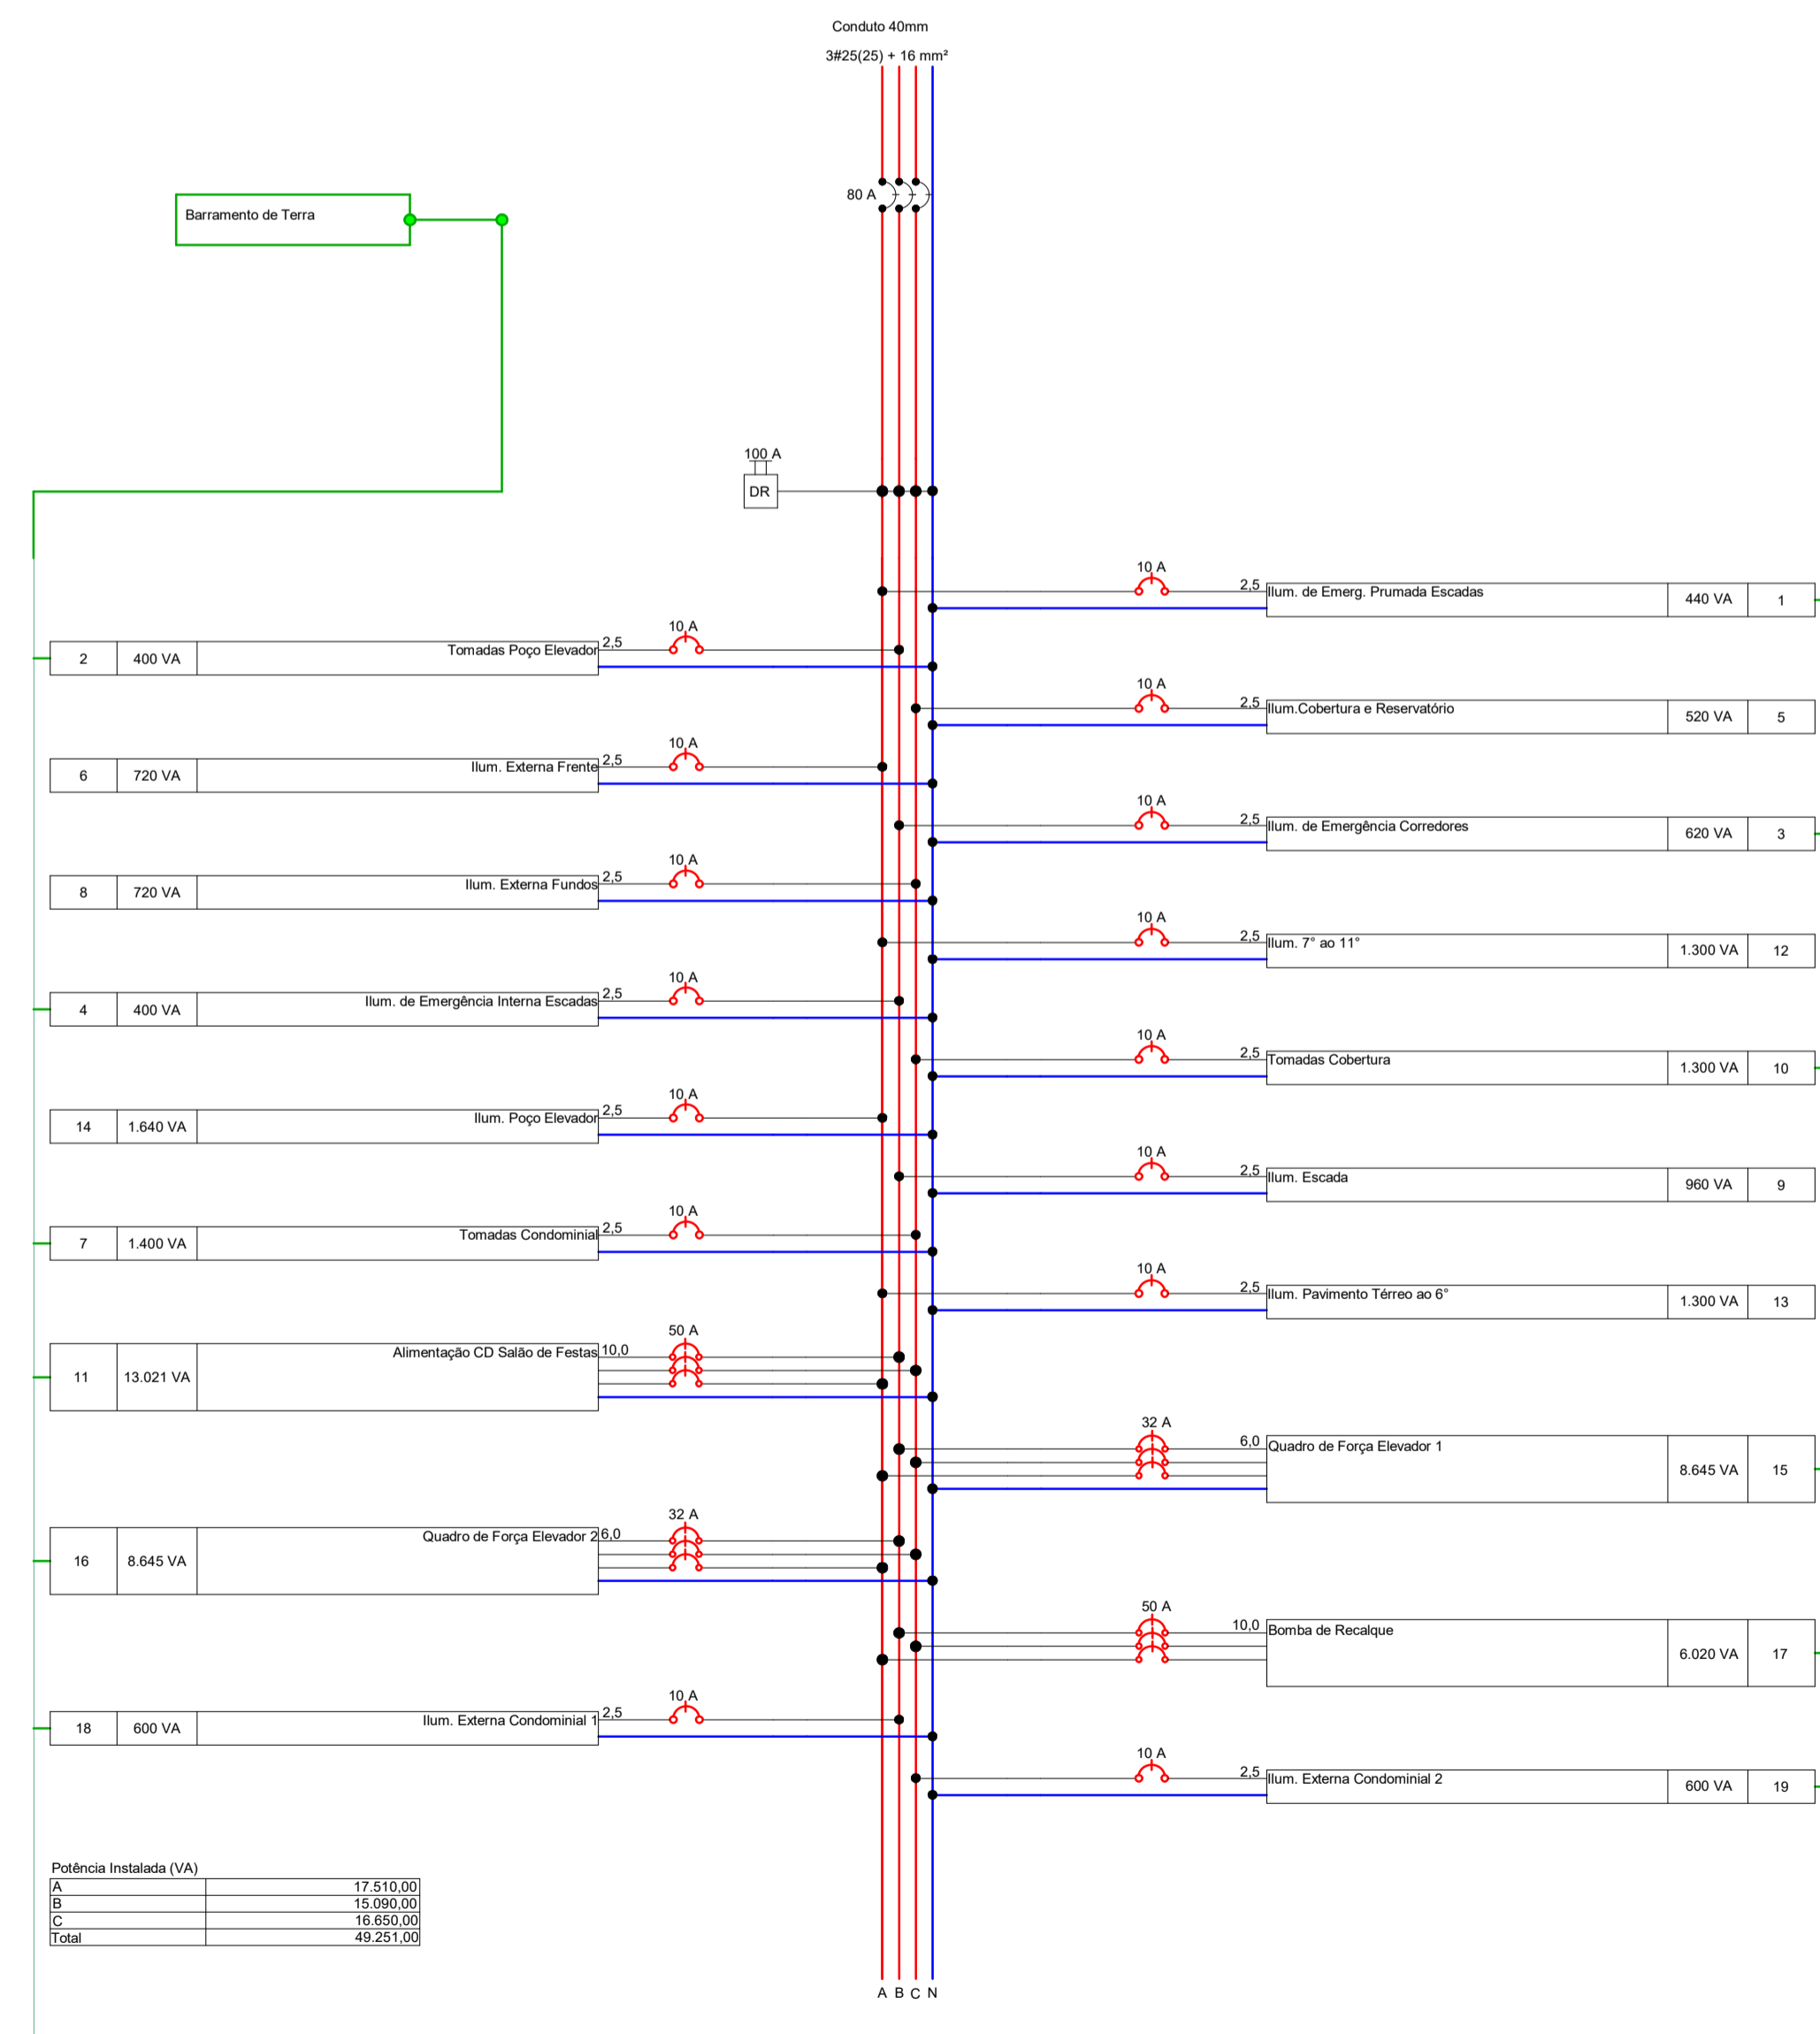 Conduto 40mm
3#25(25) + 16 mm²
80 A
Barramento de Terra
100 A
DR
10 A
2,5 Ilum. de Emerg. Prumada Escadas 440 VA 1
10 A
2 400 VA Tomadas Poço Elevador 2,5
10 A
2,5 Ilum.Cobertura e Reservatório 520 VA 5
10 A
6 720 VA Ilum. Externa Frente 2,5
10 A
2,5 Ilum. de Emergência Corredores 620 VA 3
10 A
8 720 VA Ilum. Externa Fundos 2,5
10 A
2,5 Ilum. 7° ao 11° 1.300 VA 12
10 A
4 400 VA Ilum. de Emergência Interna Escadas 2,5
10 A
2,5 Tomadas Cobertura 1.300 VA 10
10 A
14 1.640 VA Ilum. Poço Elevador 2,5
10 A
2,5 Ilum. Escada 960 VA 9
10 A
7 1.400 VA Tomadas Condominial 2,5
10 A
2,5 Ilum. Pavimento Térreo ao 6° 1.300 VA 13
50 A
11 13.021 VA Alimentação CD Salão de Festas 10,0
32 A
6,0 Quadro de Força Elevador 1 8.645 VA 15
32 A
16 8.645 VA Quadro de Força Elevador 2 6,0
50 A
10,0 Bomba de Recalque 6.020 VA 17
10 A
18 600 VA Ilum. Externa Condominial 1 2,5
10 A
2,5 Ilum. Externa Condominial 2 600 VA 19
Potência Instalada (VA)
A 17.510,00
B 15.090,00
C 16.650,00
Total 49.251,00
A B C N